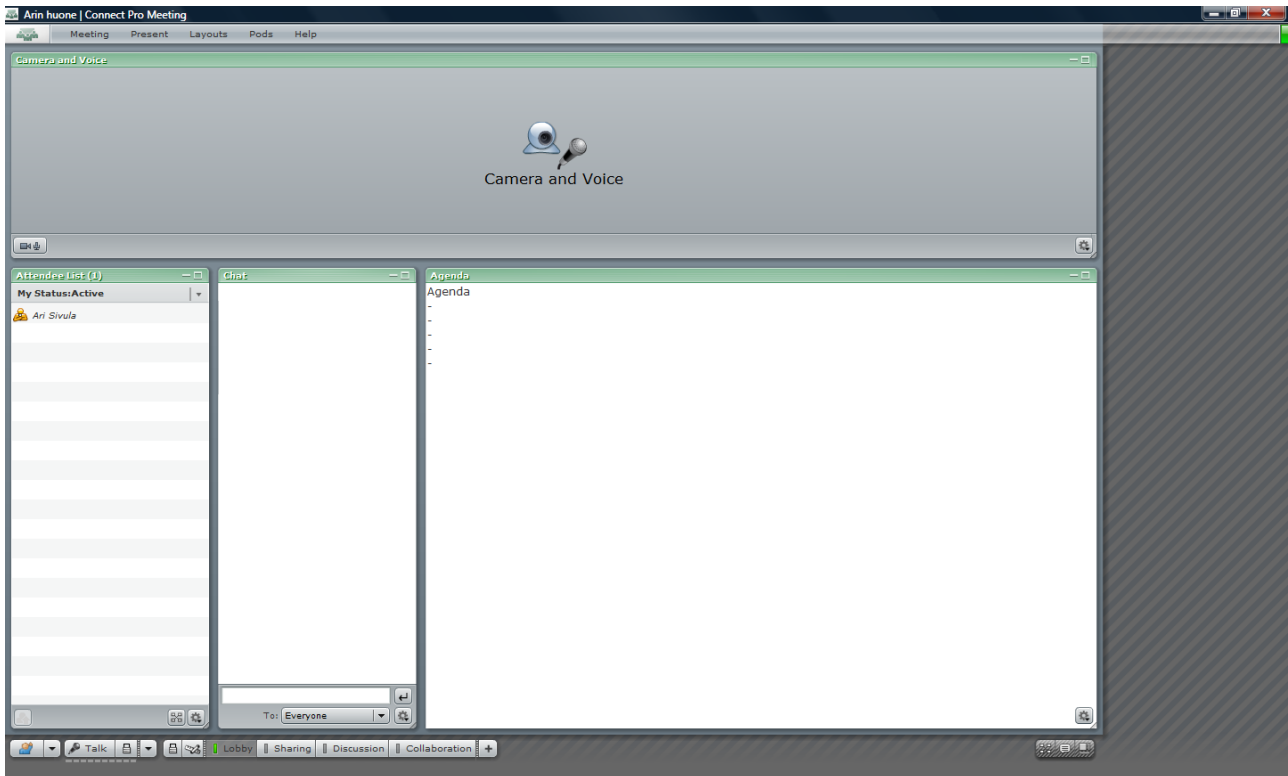 Arin huone | Connect Pro Meeting
Meeting Present Layouts Pods Help
Camera and Voice
Camera and Voice
Attendee List (1)
My Status:Active
Ari Sivula
Chat
To: Everyone
Agenda
Agenda
-
-
-
-
-
Talk Lobby Sharing Discussion Collaboration +